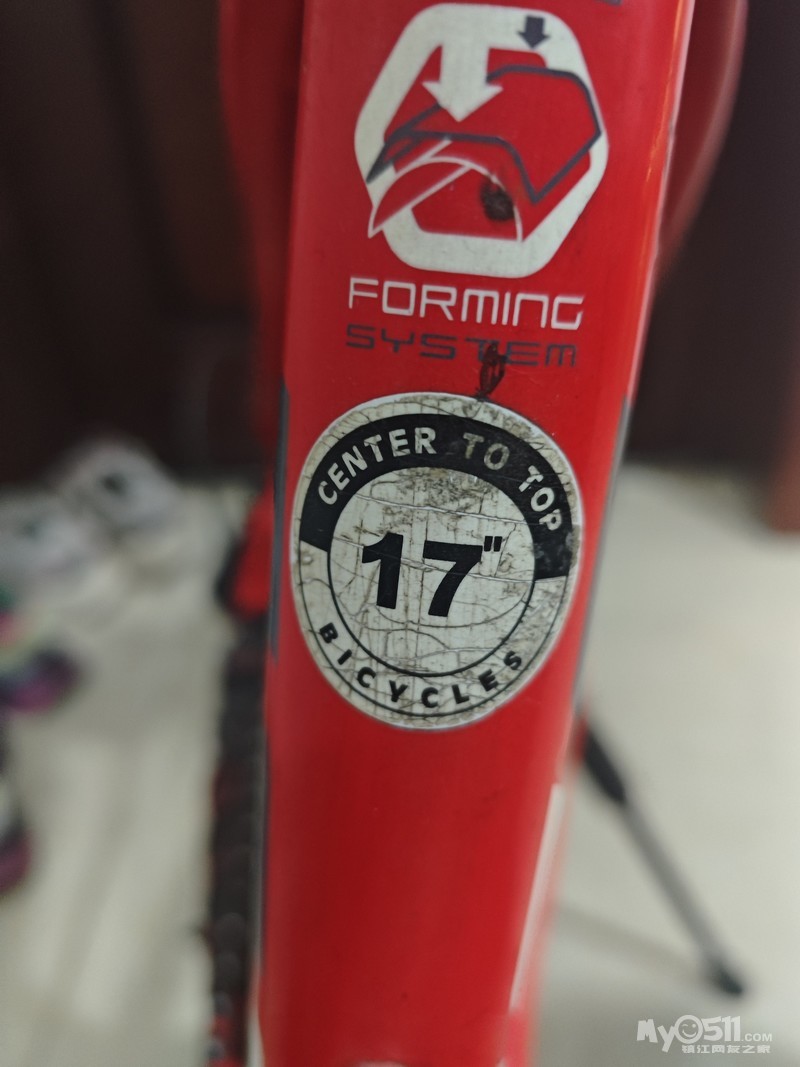 FORMING
SYSTEM
CENTER TO TOP
17"
BICYCLES
My0511.COM
镇江网友之家